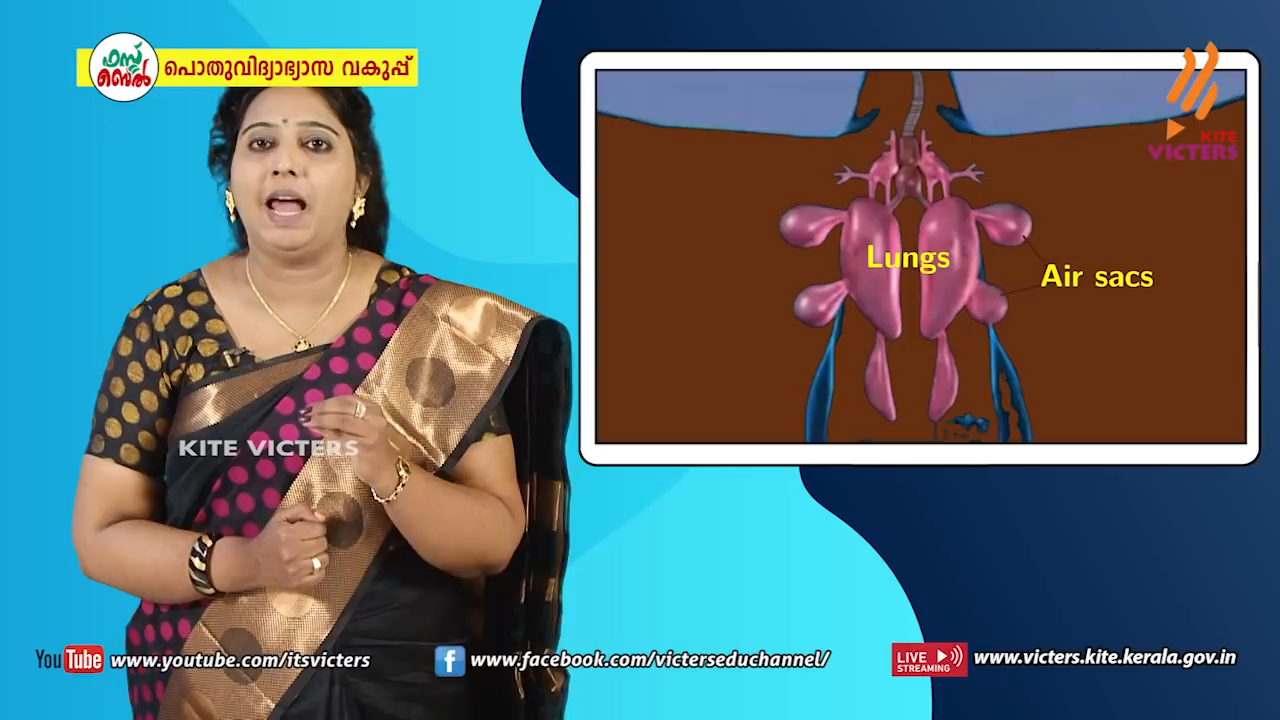 ഫസ്റ്റ്
ബെൽ
പൊതുവിദ്യാഭ്യാസ വകുപ്പ്
KITE
VICTERS
Lungs
Air sacs
KITE VICTERS
YouTube www.youtube.com/itsvicters
f www.facebook.com/victerseduchannel/
LIVE
STREAMING
www.victers.kite.kerala.gov.in